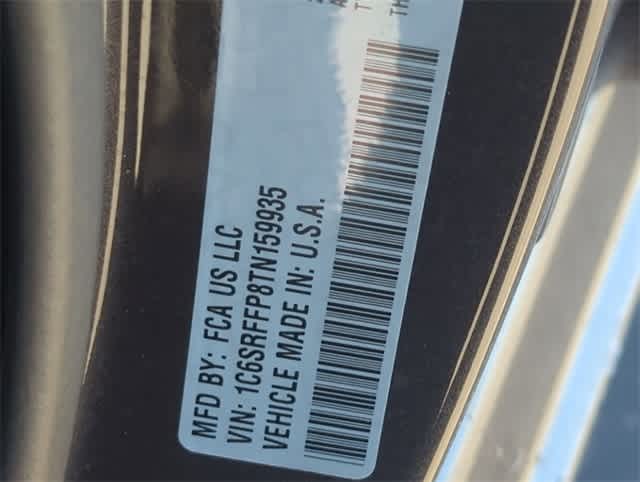 MFD BY: FCA US LLC
VIN: 1C6SRFFP8TN159935
VEHICLE MADE IN: U.S.A.